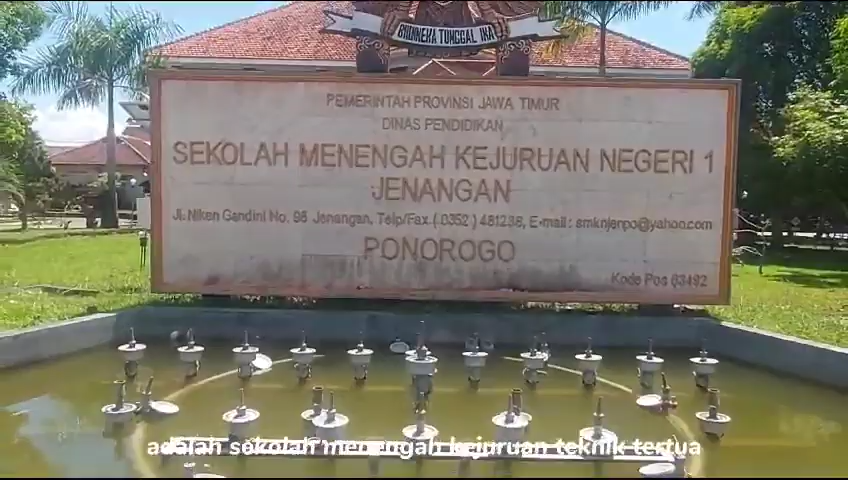 BHINNEKA TUNGGAL IKA
PEMERINTAH PROVINSI JAWA TIMUR
DINAS PENDIDIKAN
SEKOLAH MENENGAH KEJURUAN NEGERI 1
JENANGAN
Jl. Niken Gandini No. 98 Jenangan, Telp/Fax. (0352) 481236, E-mail : smknjenpo@yahoo.com
PONOROGO
Kode Pos 63492
adalah sekolah menengah kejuruan teknik tertua